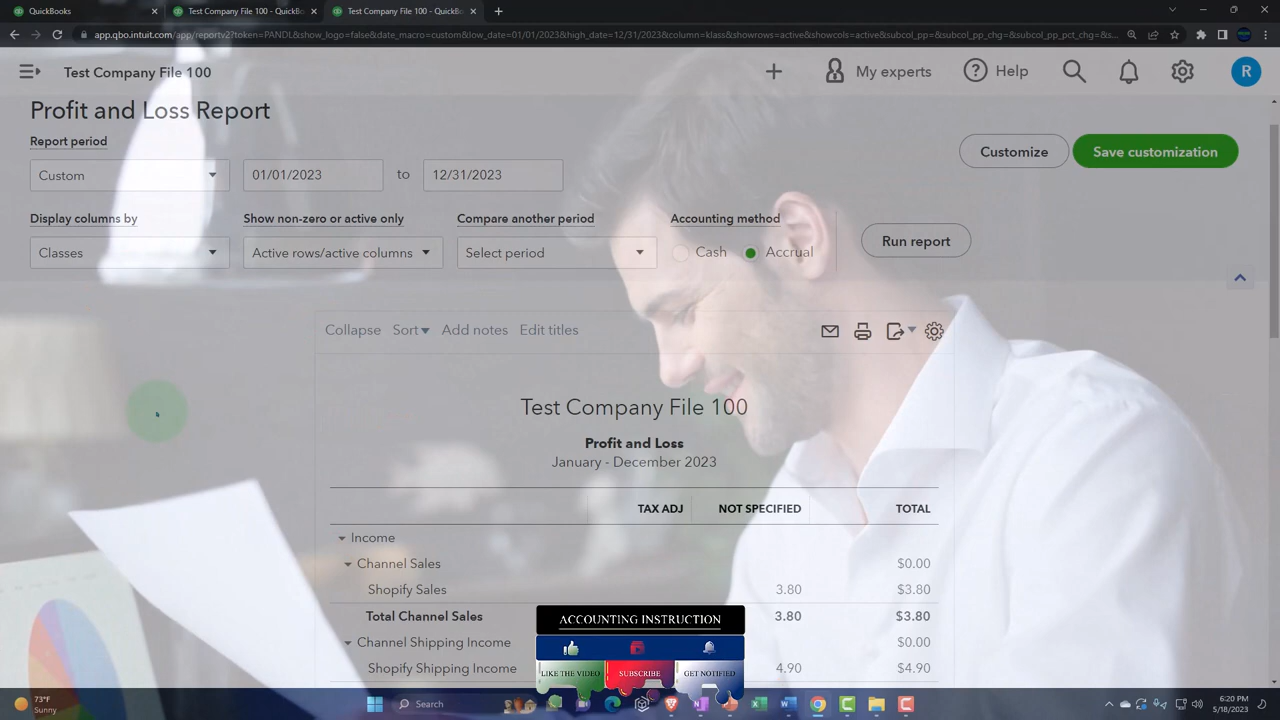 QuickBooks
Test Company File 100 - QuickBo
Test Company File 100 - QuickBo
app.qbo.intuit.com/app/reportv2?token=PANDL&show_logo=false&date_macro=custom&low_date=01/01/2023&high_date=12/31/2023&column=klass&showrows=active&showcols=active&subcol_pp=&subcol_pp_chg=&subcol_pp_pct_chg=&s...
Test Company File 100
My experts
Help
R
Profit and Loss Report
Report period
Custom
01/01/2023
to
12/31/2023
Customize
Save customization
Display columns by
Show non-zero or active only
Compare another period
Accounting method
Classes
Active rows/active columns
Select period
Cash
Accrual
Run report
Collapse
Sort
Add notes
Edit titles
Test Company File 100
Profit and Loss
January - December 2023
TAX ADJ
NOT SPECIFIED
TOTAL
Income
Channel Sales $0.00
Shopify Sales 3.80 $3.80
Total Channel Sales 3.80 $3.80
Channel Shipping Income $0.00
Shopify Shipping Income 4.90 $4.90
ACCOUNTING INSTRUCTION
LIKE THE VIDEO
SUBSCRIBE
GET NOTIFIED
73°F
Sunny
Search
6:20 PM
5/18/2023